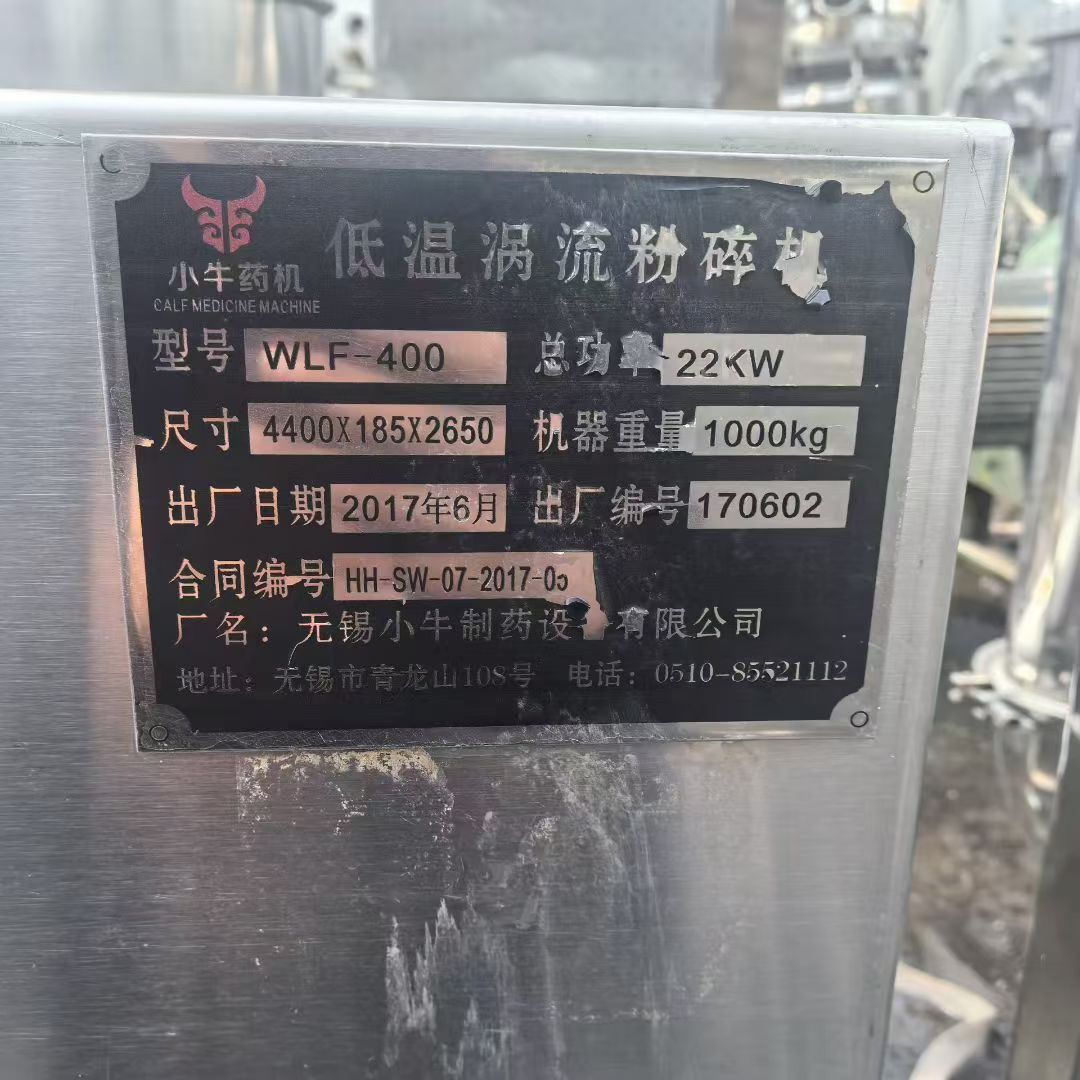 低温涡流粉碎机
小牛药机
CALF MEDICINE MACHINE
型号 WLF-400 总功率 22KW
尺寸 4400X185X2650 机器重量 1000kg
出厂日期 2017年6月 出厂编号 170602
合同编号 HH-SW-07-2017-0
厂名：无锡小牛制药设 有限公司
地址：无锡市青龙山108号 电话：0510-85521112